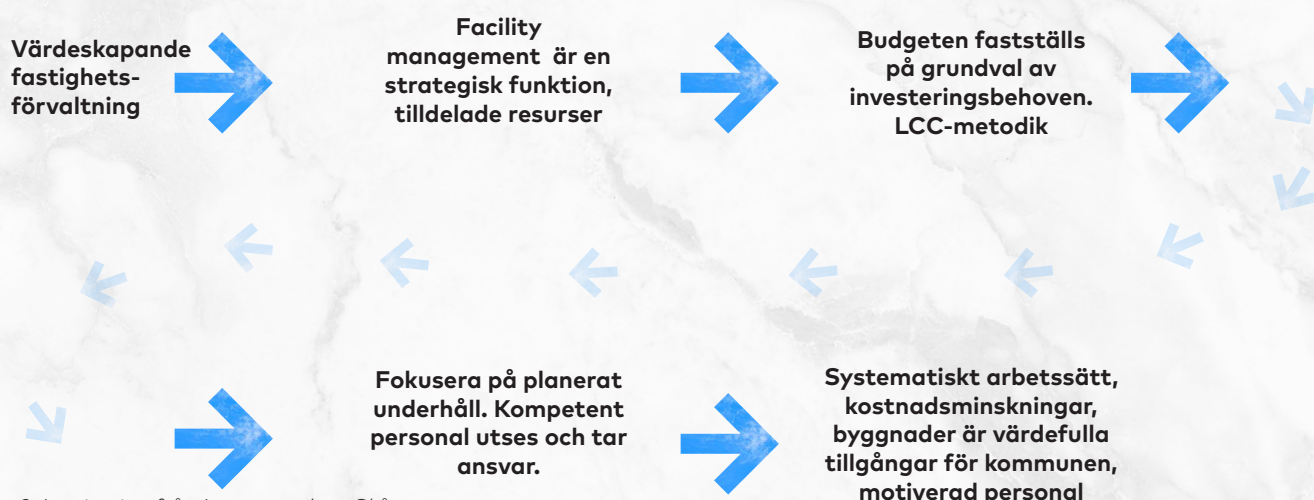 Värdeskapande
fastighets-
förvaltning
Facility
management är en
strategisk funktion,
tilldelade resurser
Budgeten fastställs
på grundval av
investeringsbehoven.
LCC-metodik
Fokusera på planerat
underhåll. Kompetent
personal utses och tar
ansvar.
Systematiskt arbetssätt,
kostnadsminskningar,
byggnader är värdefulla
tillgångar för kommunen,
motiverad personal